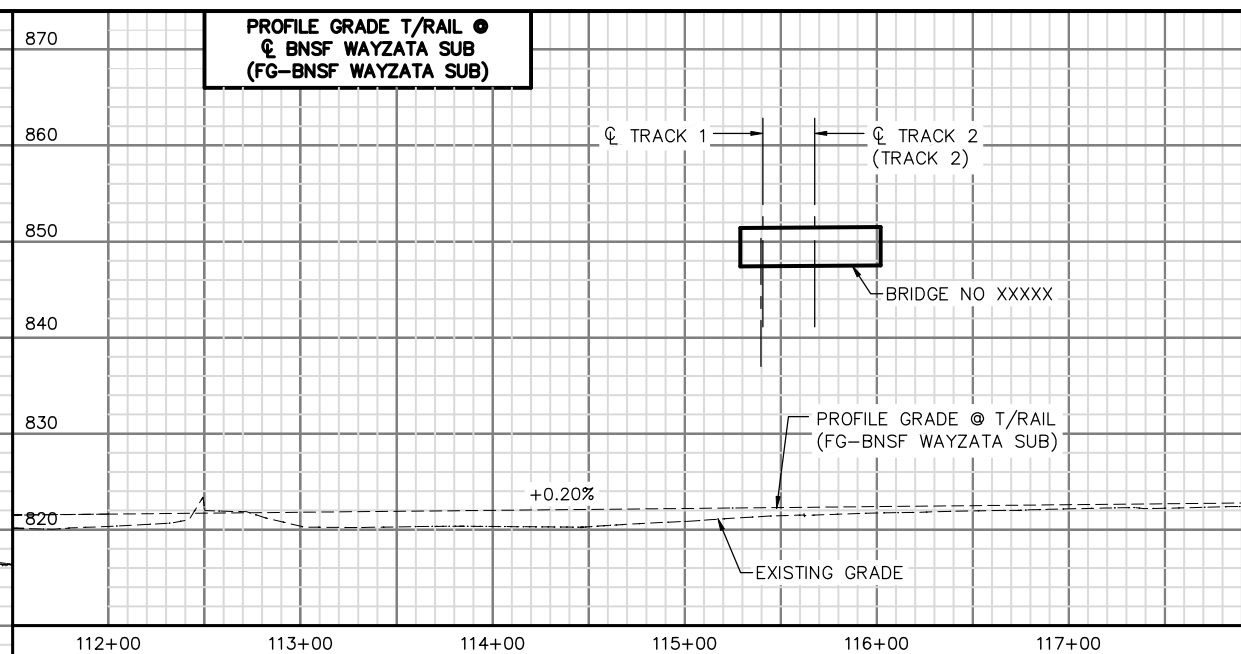 PROFILE GRADE T/RAIL @
℄ BNSF WAYZATA SUB
(FG-BNSF WAYZATA SUB)
870
860
850
840
830
820
℄ TRACK 1
℄ TRACK 2
(TRACK 2)
BRIDGE NO XXXXX
PROFILE GRADE @ T/RAIL
(FG-BNSF WAYZATA SUB)
+0.20%
EXISTING GRADE
112+00
113+00
114+00
115+00
116+00
117+00